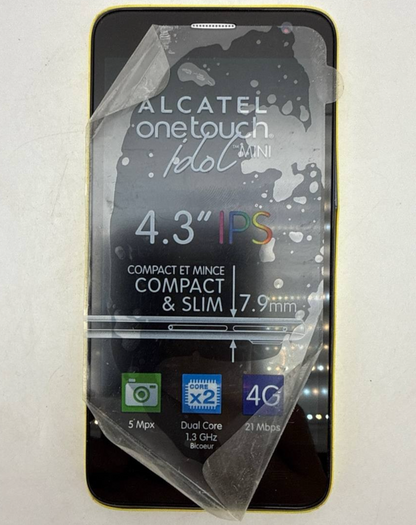 ALCATEL
onetouch
idol™ MINI
4.3" IPS
COMPACT ET MINCE
COMPACT
& SLIM
7.9mm
CORE
x2
4G
5 Mpx
Dual Core
21 Mbps
1.3 GHz
Bicoeur